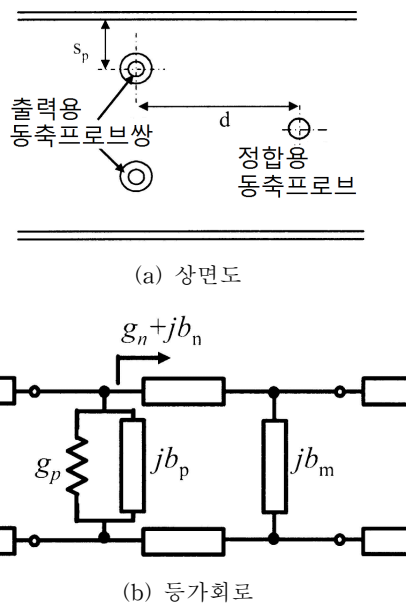 s_p
출력용
동축프로브쌍
d
정합용
동축프로브
(a) 상면도
g_n+jb_n
g_p
jb_p
jb_m
(b) 등가회로